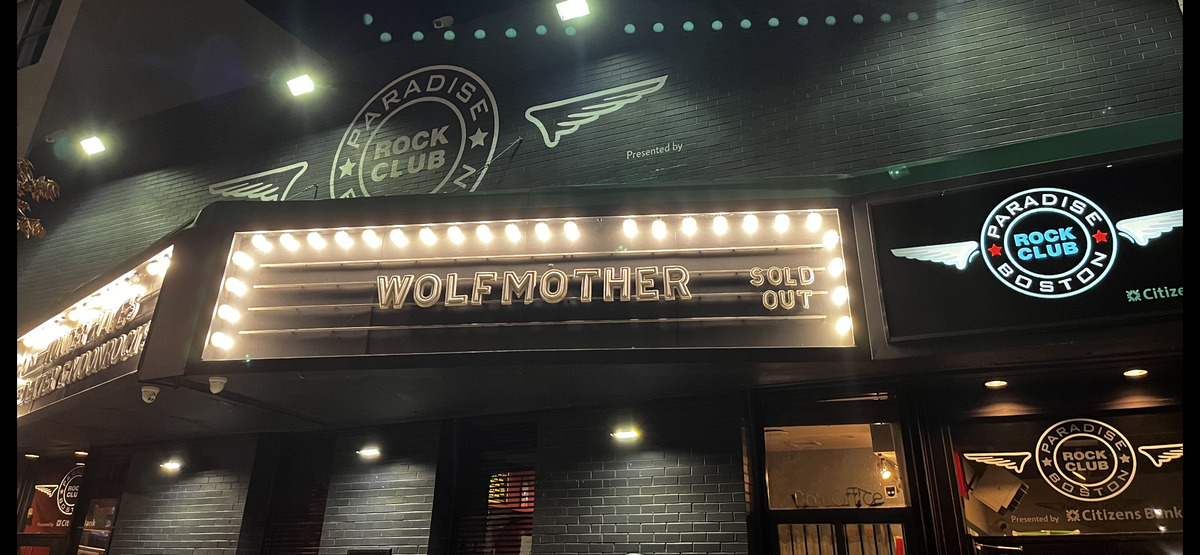 PARADISE
ROCK
CLUB
Presented by
WOLFMOTHER
SOLD
OUT
PARADISE
ROCK
CLUB
BOSTON
Citizens
Box Office
PARADISE
ROCK
CLUB
BOSTON
Presented by Citizens Bank